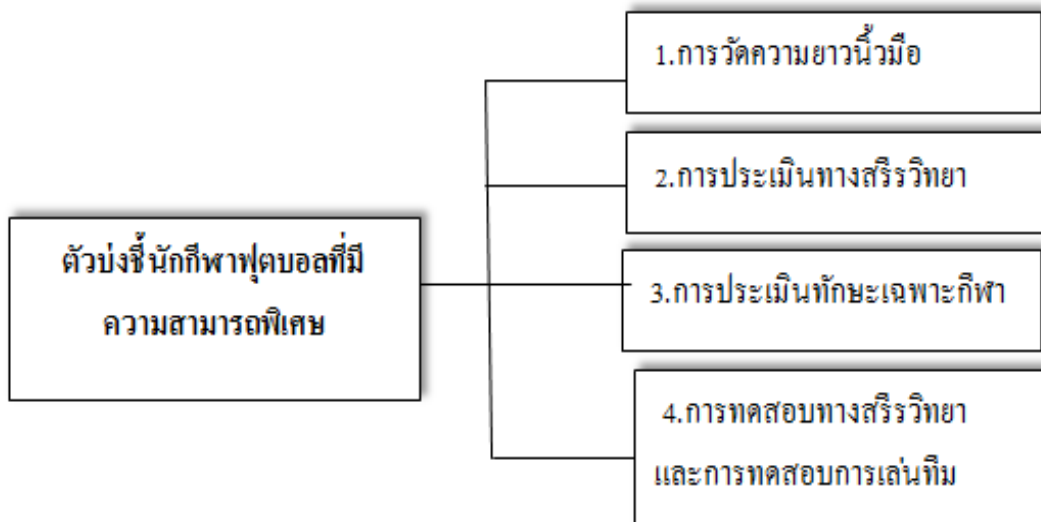 1.การวัดความยาวนิ้วมือ
2.การประเมินทางสรีรวิทยา
ตัวบ่งชี้นักกีฬาฟุตบอลที่มี
ความสามารถพิเศษ
3.การประเมินทักษะเฉพาะกีฬา
4.การทดสอบทางสรีรวิทยา
และการทดสอบการเล่นทีม